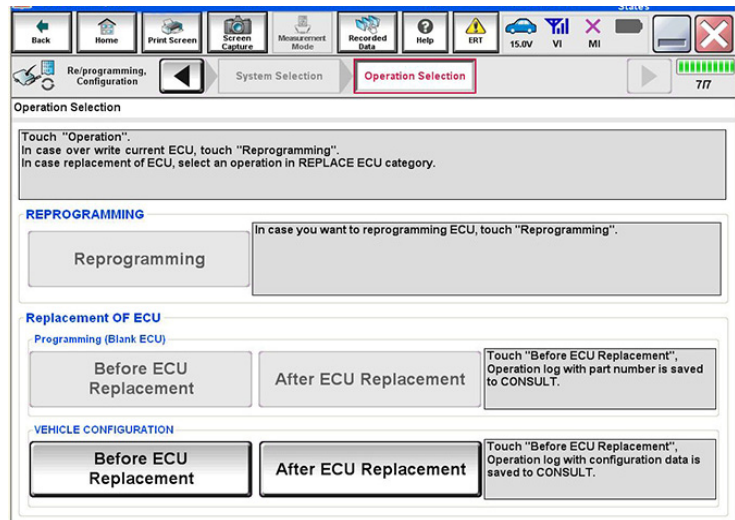 States
Back
Home
Print Screen
Screen
Capture
Measurement
Mode
Recorded
Data
Help
ERT
15.0V
VI
MI
Re/programming,
Configuration
System Selection
Operation Selection
7/7
Operation Selection
Touch "Operation".
In case over write current ECU, touch "Reprogramming".
In case replacement of ECU, select an operation in REPLACE ECU category.
REPROGRAMMING
Reprogramming
In case you want to reprogramming ECU, touch "Reprogramming".
Replacement OF ECU
Programming (Blank ECU)
Before ECU
Replacement
After ECU Replacement
Touch "Before ECU Replacement",
Operation log with part number is saved
to CONSULT.
VEHICLE CONFIGURATION
Before ECU
Replacement
After ECU Replacement
Touch "Before ECU Replacement",
Operation log with configuration data is
saved to CONSULT.